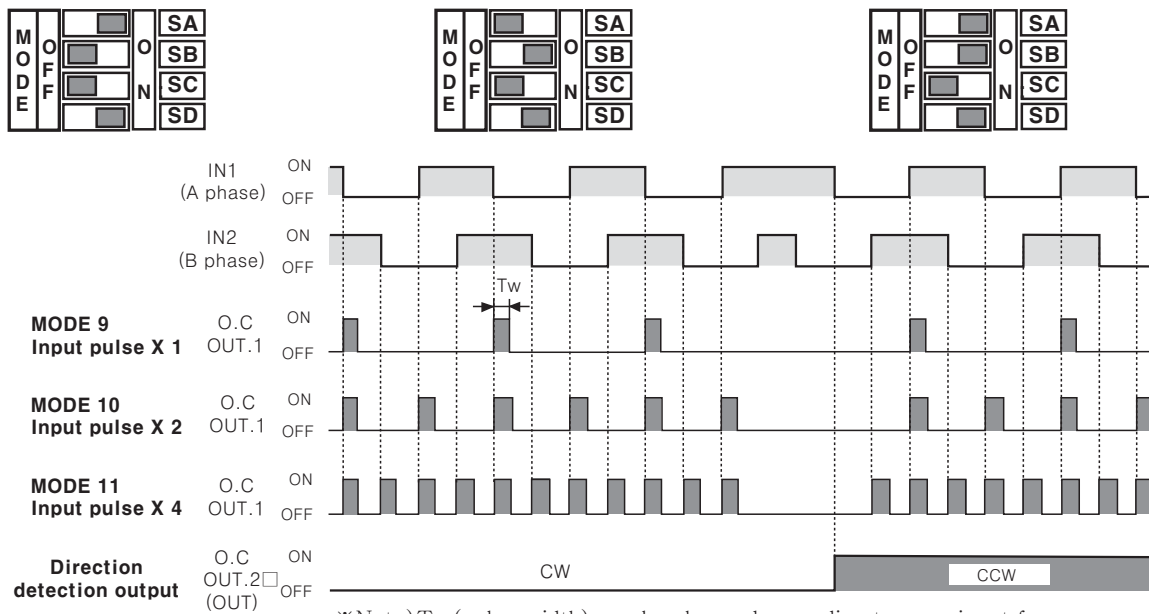 MODE OFF ON SA SB SC SD
MODE OFF ON SA SB SC SD
MODE OFF ON SA SB SC SD
IN1
(A phase)
ON
OFF
IN2
(B phase)
ON
OFF
Tw
MODE 9
Input pulse X 1
O.C
OUT.1
ON
OFF
MODE 10
Input pulse X 2
O.C
OUT.1
ON
OFF
MODE 11
Input pulse X 4
O.C
OUT.1
ON
OFF
Direction
detection output
O.C
OUT.2□
(OUT)
ON
OFF
CW
CCW